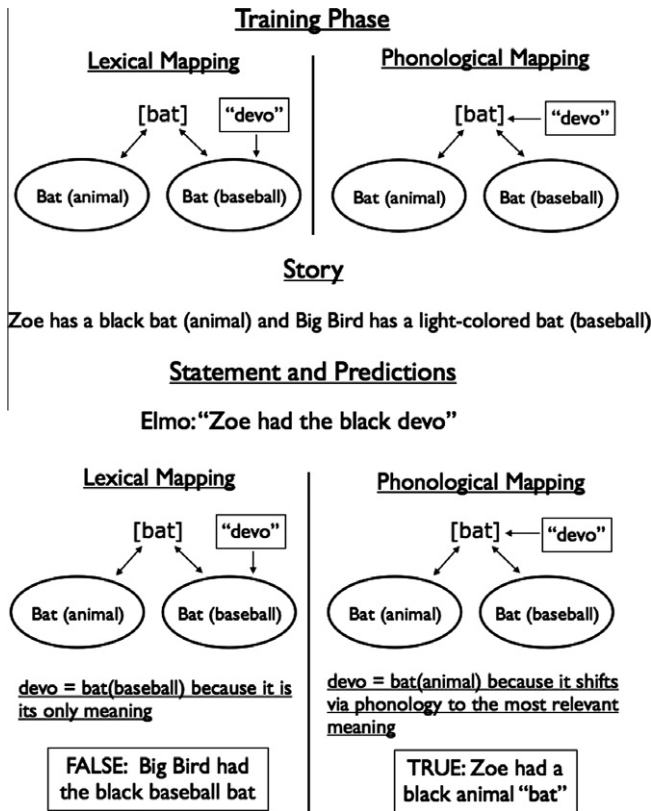 Training Phase
Lexical Mapping
[bat]
“devo”
Bat (animal)
Bat (baseball)
Phonological Mapping
[bat]
“devo”
Bat (animal)
Bat (baseball)
Story
Zoe has a black bat (animal) and Big Bird has a light-colored bat (baseball)
Statement and Predictions
Elmo: “Zoe had the black devo”
Lexical Mapping
[bat]
“devo”
Bat (animal)
Bat (baseball)
devo = bat(baseball) because it is
its only meaning
FALSE: Big Bird had
the black baseball bat
Phonological Mapping
[bat]
“devo”
Bat (animal)
Bat (baseball)
devo = bat(animal) because it shifts
via phonology to the most relevant
meaning
TRUE: Zoe had a
black animal “bat”